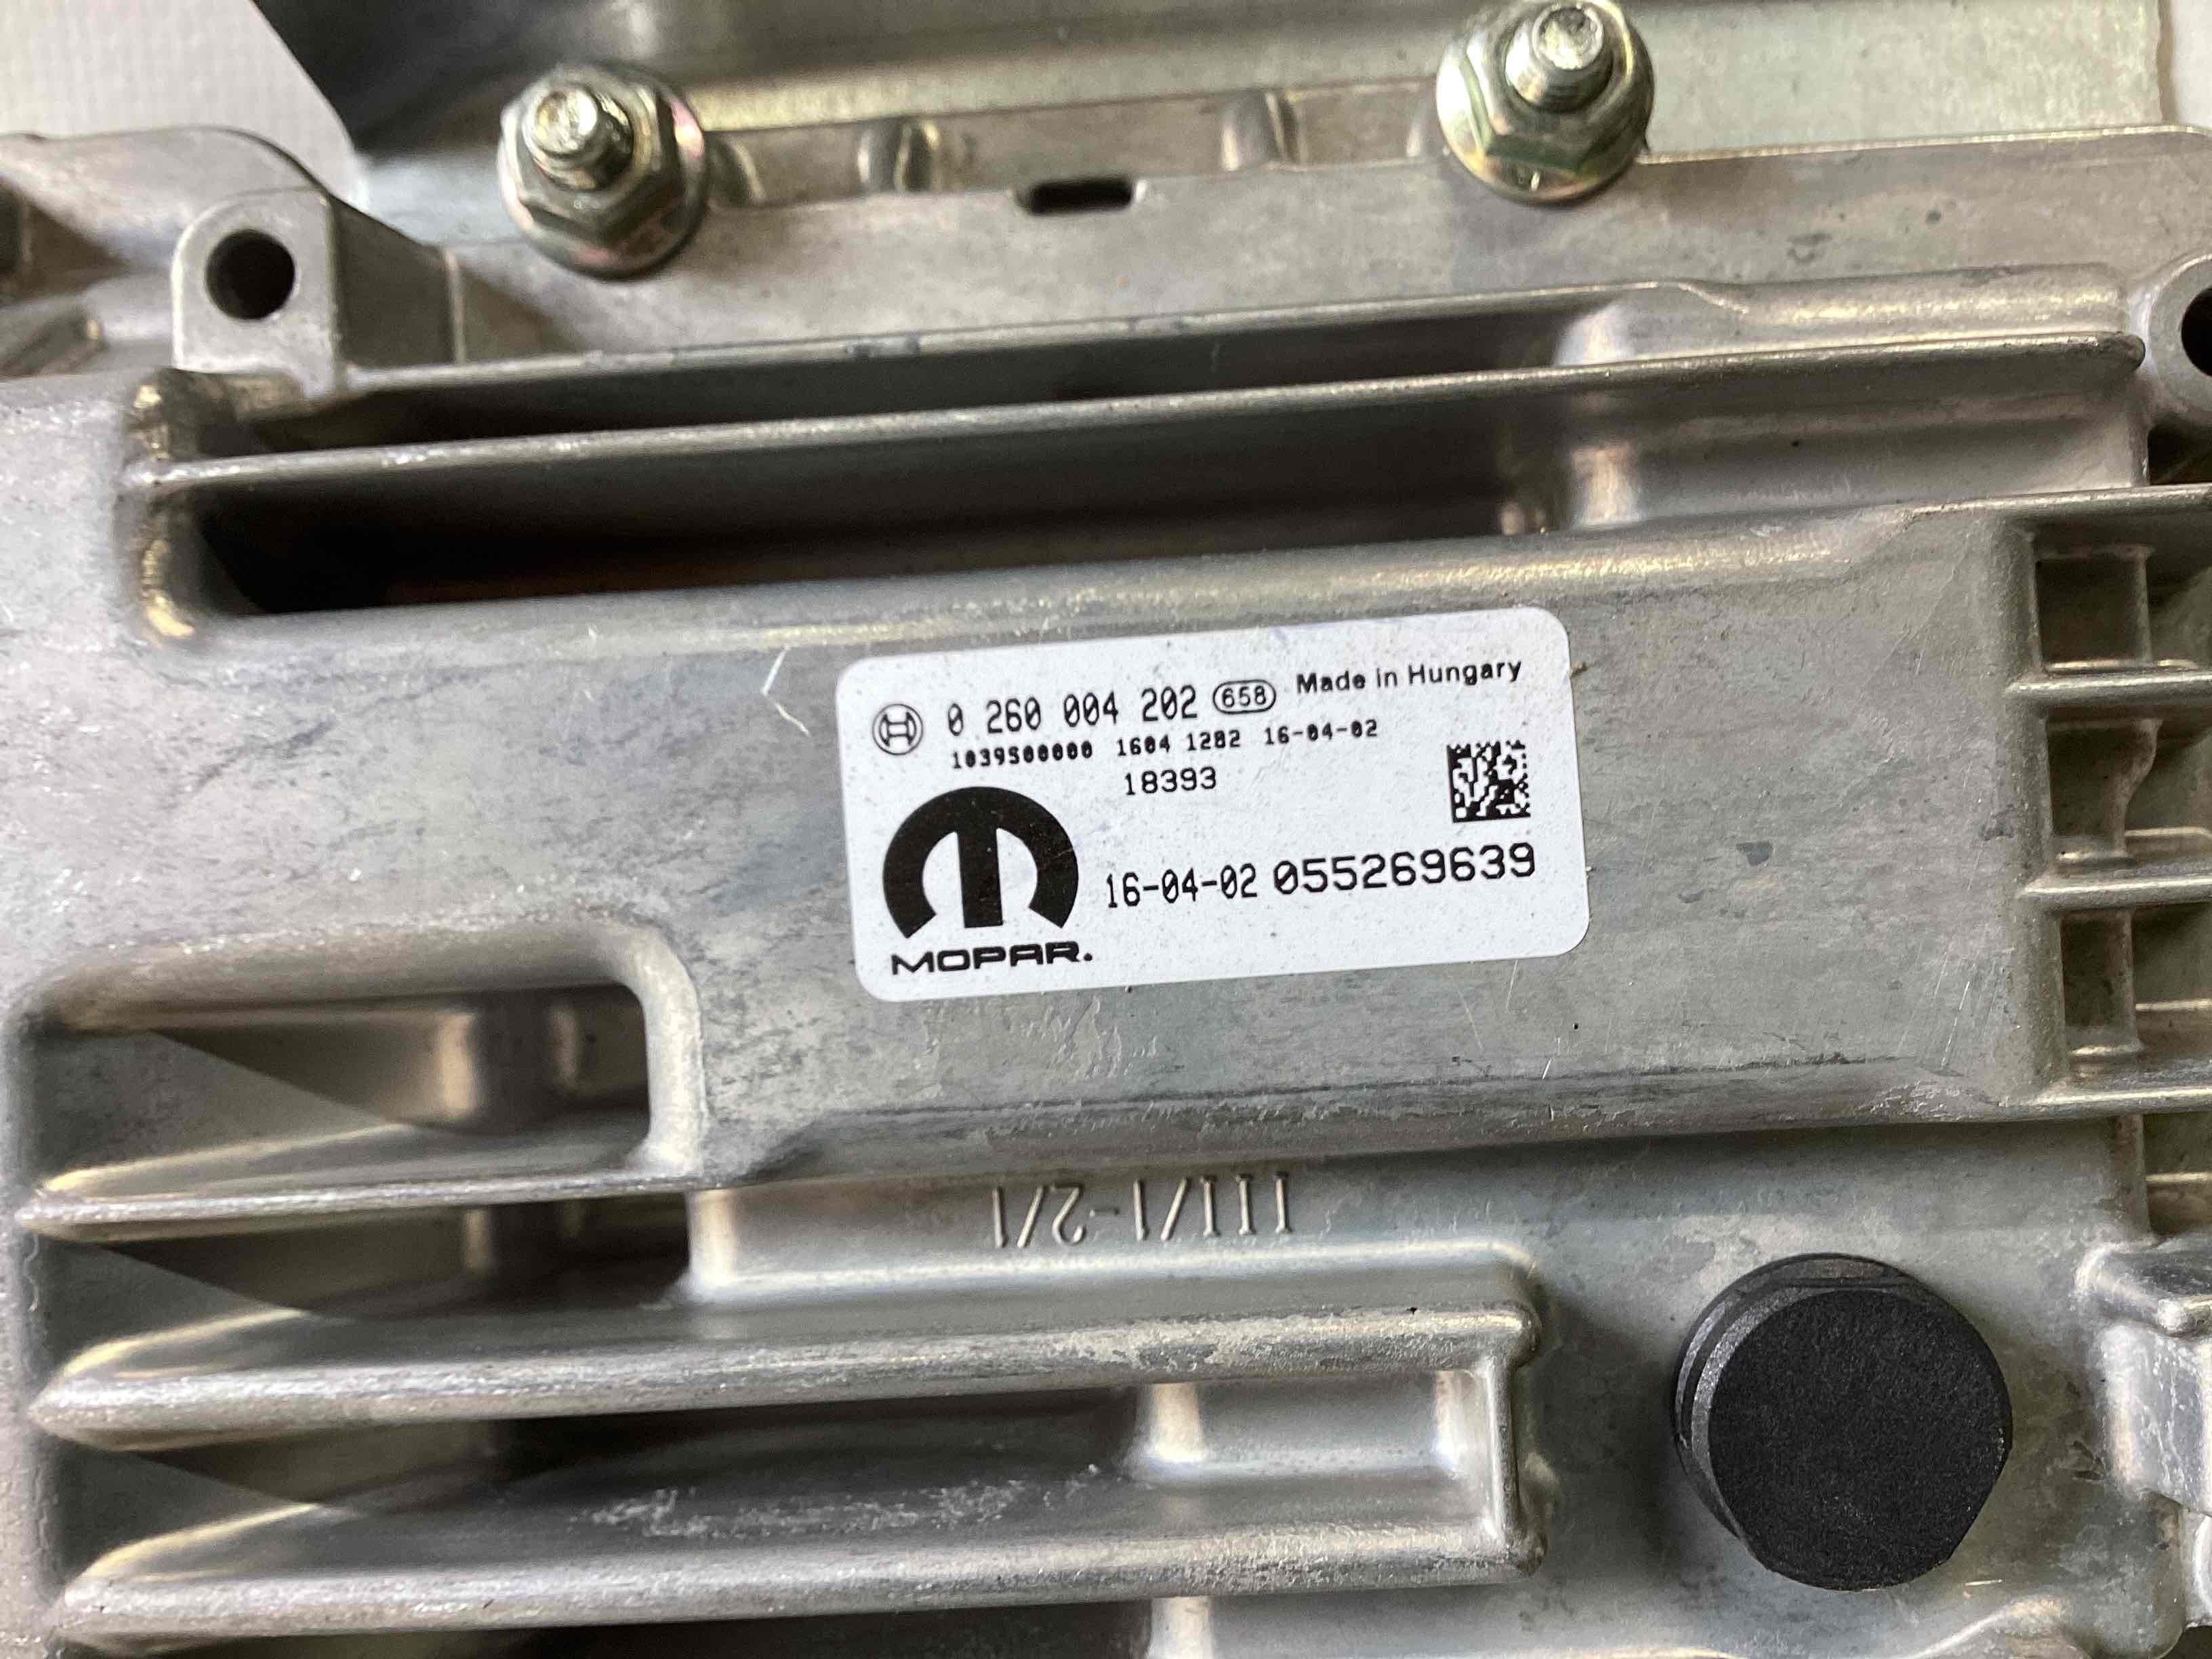 0 260 004 202 658 Made in Hungary
1039S00000 1604 1282 16-04-02
18393
16-04-02 055269639
MOPAR.
III/1-2/1